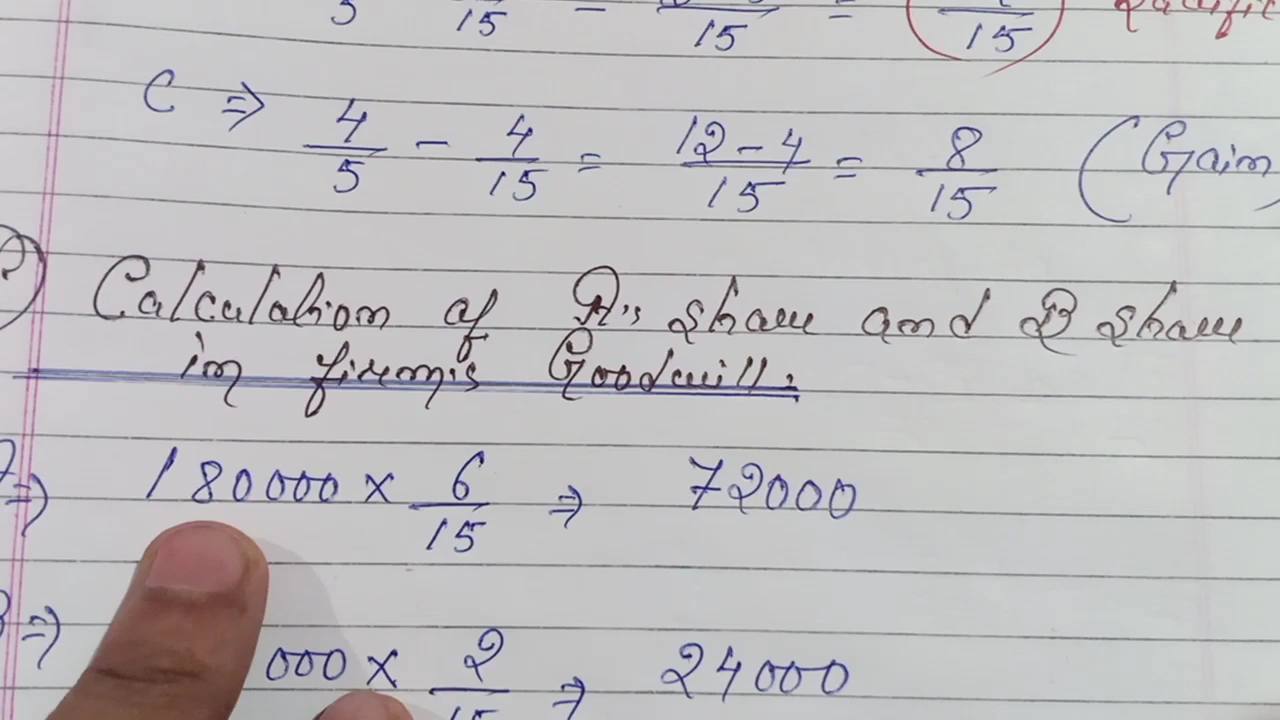 5 15 = 15 = 15
C ⇒ 4/5 - 4/15 = 12-4/15 = 8/15 (Gain
Calculation of A's share and B share
in firm's Goodwill:
⇒ 180000 × 6/15 ⇒ 72000
⇒ 000 × 2/15 ⇒ 24000